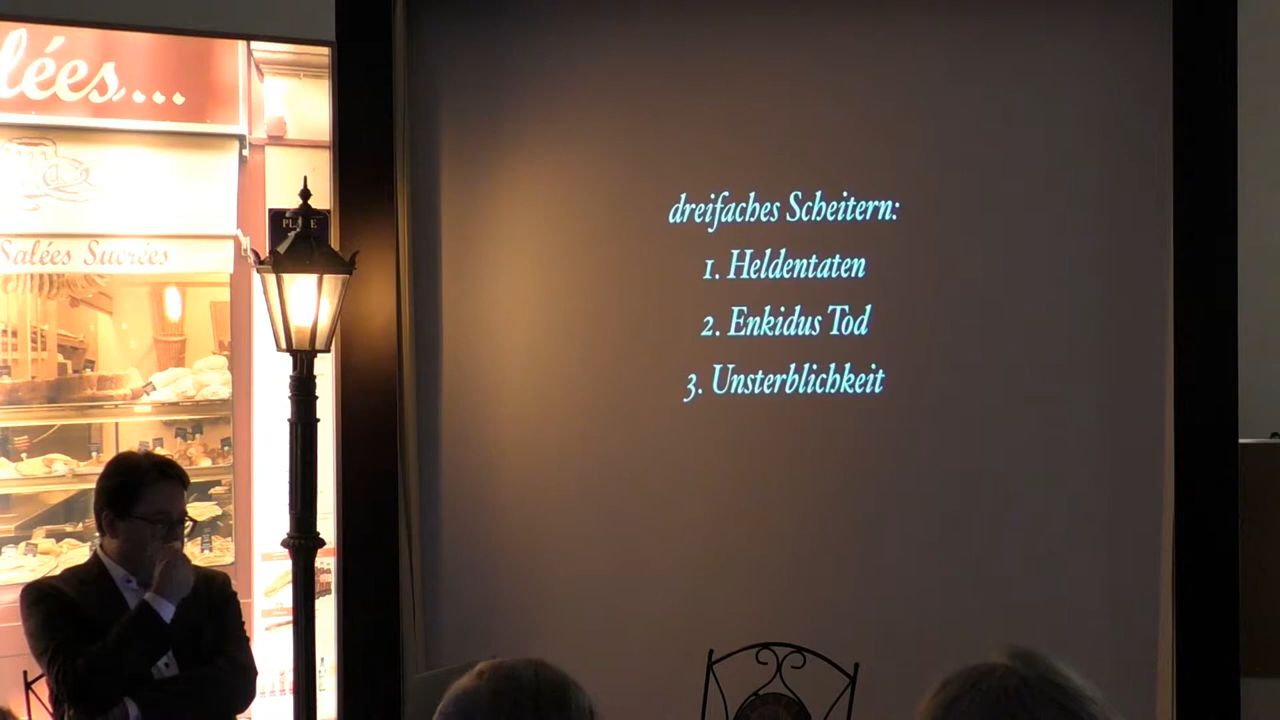 lées...
Salées Sucrées
dreifaches Scheitern:
1. Heldentaten
2. Enkidus Tod
3. Unsterblichkeit